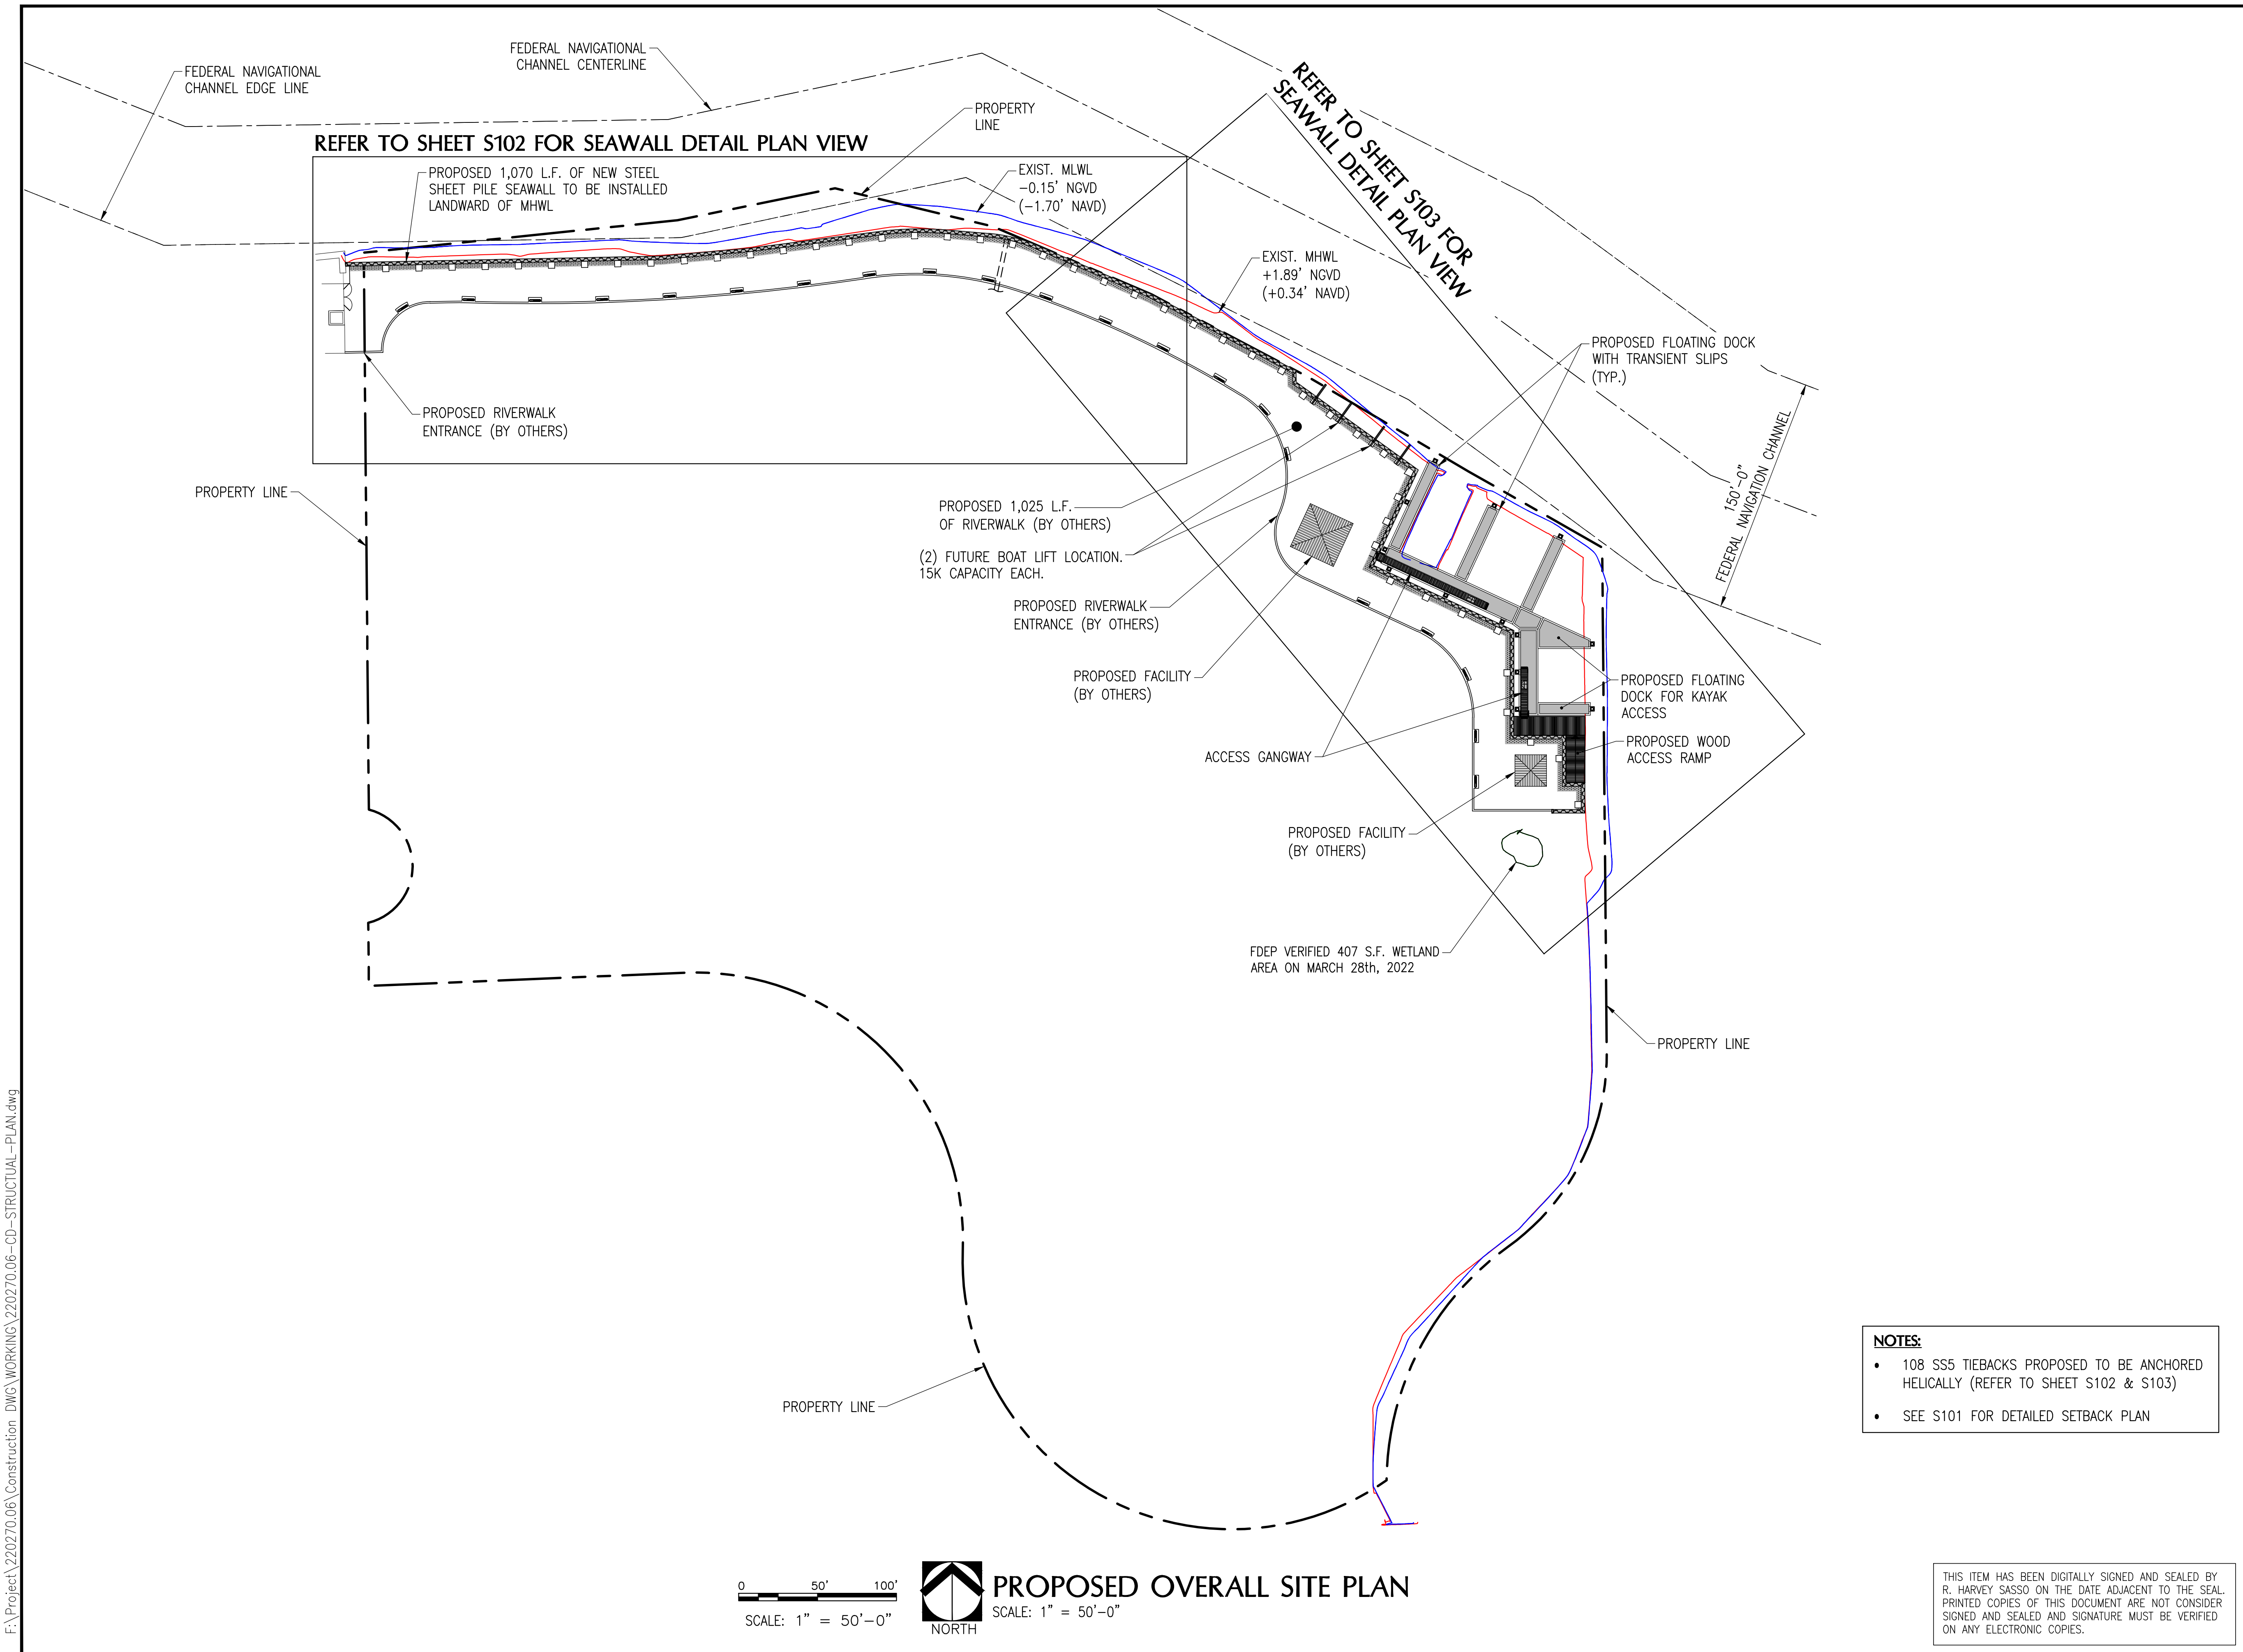 FEDERAL NAVIGATIONAL
CHANNEL EDGE LINE
FEDERAL NAVIGATIONAL
CHANNEL CENTERLINE
PROPERTY
LINE
REFER TO SHEET S102 FOR SEAWALL DETAIL PLAN VIEW
REFER TO SHEET S103 FOR
SEAWALL DETAIL PLAN VIEW
PROPOSED 1,070 L.F. OF NEW STEEL
SHEET PILE SEAWALL TO BE INSTALLED
LANDWARD OF MHWL
EXIST. MLWL
-0.15' NGVD
(-1.70' NAVD)
EXIST. MHWL
+1.89' NGVD
(+0.34' NAVD)
PROPOSED FLOATING DOCK
WITH TRANSIENT SLIPS
(TYP.)
150'-0"
FEDERAL NAVIGATION CHANNEL
PROPOSED RIVERWALK
ENTRANCE (BY OTHERS)
PROPERTY LINE
PROPOSED 1,025 L.F.
OF RIVERWALK (BY OTHERS)
(2) FUTURE BOAT LIFT LOCATION.
15K CAPACITY EACH.
PROPOSED RIVERWALK
ENTRANCE (BY OTHERS)
PROPOSED FACILITY
(BY OTHERS)
PROPOSED FLOATING
DOCK FOR KAYAK
ACCESS
PROPOSED WOOD
ACCESS RAMP
ACCESS GANGWAY
PROPOSED FACILITY
(BY OTHERS)
FDEP VERIFIED 407 S.F. WETLAND
AREA ON MARCH 28th, 2022
PROPERTY LINE
PROPERTY LINE
NOTES:
• 108 SS5 TIEBACKS PROPOSED TO BE ANCHORED
HELICALLY (REFER TO SHEET S102 & S103)
• SEE S101 FOR DETAILED SETBACK PLAN
0 50' 100'
SCALE: 1" = 50'-0"
NORTH
PROPOSED OVERALL SITE PLAN
SCALE: 1" = 50'-0"
THIS ITEM HAS BEEN DIGITALLY SIGNED AND SEALED BY
R. HARVEY SASSO ON THE DATE ADJACENT TO THE SEAL.
PRINTED COPIES OF THIS DOCUMENT ARE NOT CONSIDER
SIGNED AND SEALED AND SIGNATURE MUST BE VERIFIED
ON ANY ELECTRONIC COPIES.
F:\Project\220270.06\Construction DWG\WORKING\220270.06-CD-STRUCTUAL-PLAN.dwg